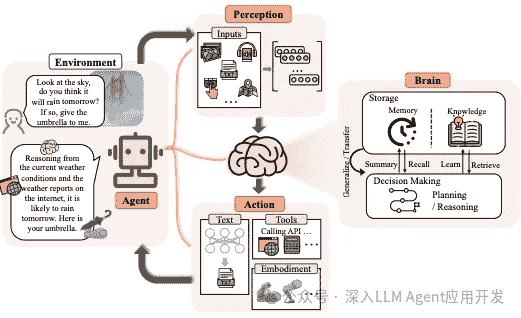 Environment
Look at the sky,
do you think it
will rain tomorrow?
If so, give the
umbrella to me.
Reasoning from
the current weather
conditions and the
weather reports on
the internet, it is
likely to rain
tomorrow. Here is
your umbrella.
Agent
Perception
Inputs
...
...
Action
Text
Tools
Calling API ...
...
Embodiment
Brain
Storage
Memory
Knowledge
Generalize / Transfer
Summary
Recall
Learn
Retrieve
Decision Making
Planning
/ Reasoning
公众号 · 深入LLM Agent应用开发